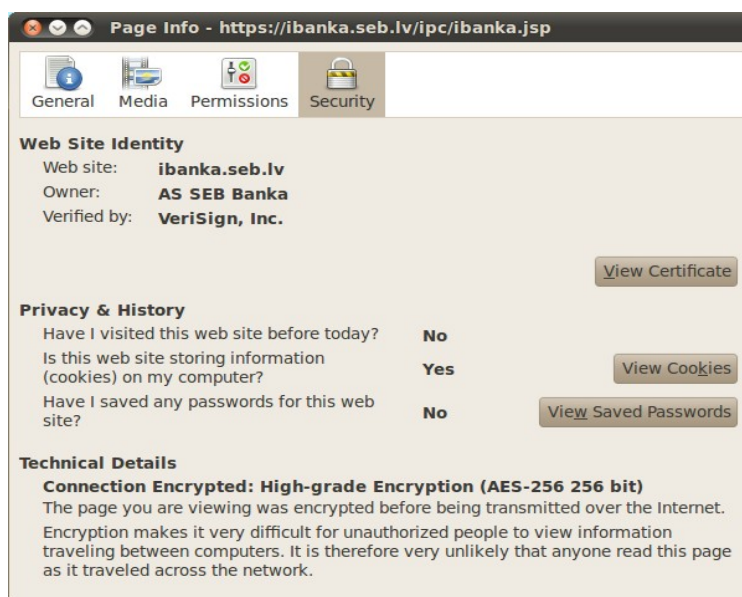 Page Info - https://ibanka.seb.lv/ipc/ibanka.jsp
General Media Permissions Security
Web Site Identity
Web site: ibanka.seb.lv
Owner: AS SEB Banka
Verified by: VeriSign, Inc.
View Certificate
Privacy & History
Have I visited this web site before today? No
Is this web site storing information
(cookies) on my computer? Yes View Cookies
Have I saved any passwords for this web
site? No View Saved Passwords
Technical Details
Connection Encrypted: High-grade Encryption (AES-256 256 bit)
The page you are viewing was encrypted before being transmitted over the Internet.
Encryption makes it very difficult for unauthorized people to view information
traveling between computers. It is therefore very unlikely that anyone read this page
as it traveled across the network.